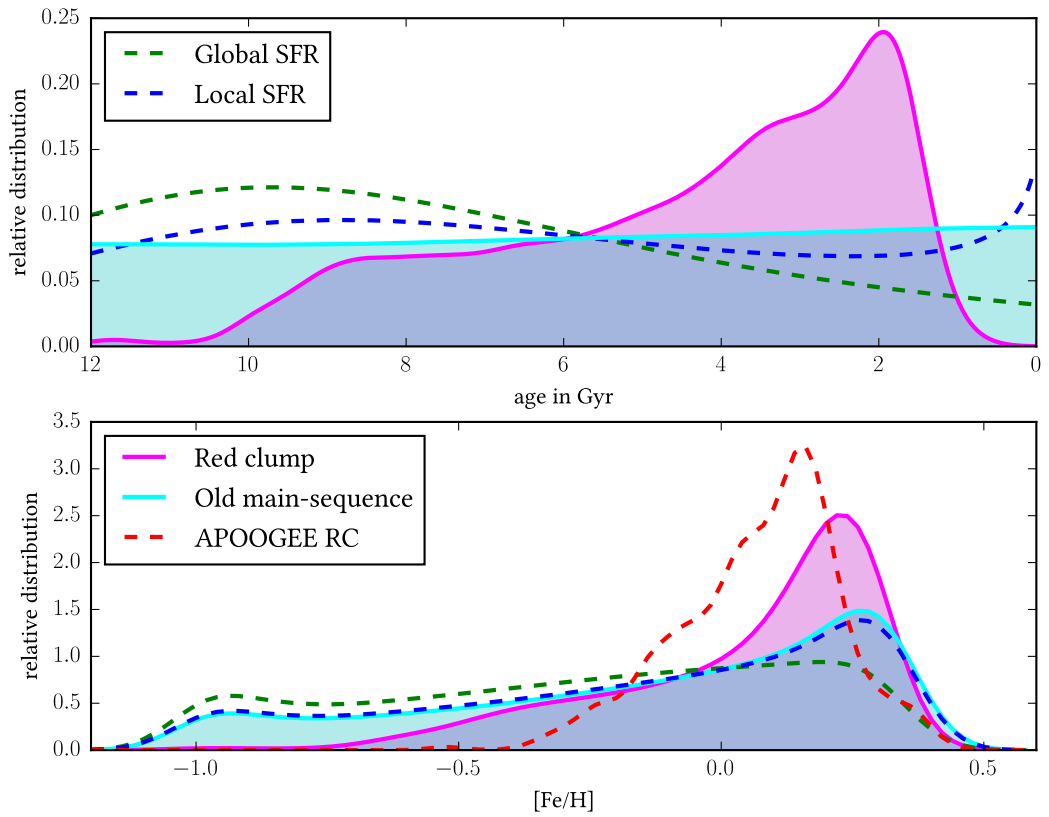 0.25
0.20
0.15
0.10
0.05
0.00
relative distribution
Global SFR
Local SFR
12 10 8 6 4 2 0
age in Gyr
3.5
3.0
2.5
2.0
1.5
1.0
0.5
0.0
relative distribution
Red clump
Old main-sequence
APOOGEE RC
−1.0 −0.5 0.0 0.5
[Fe/H]